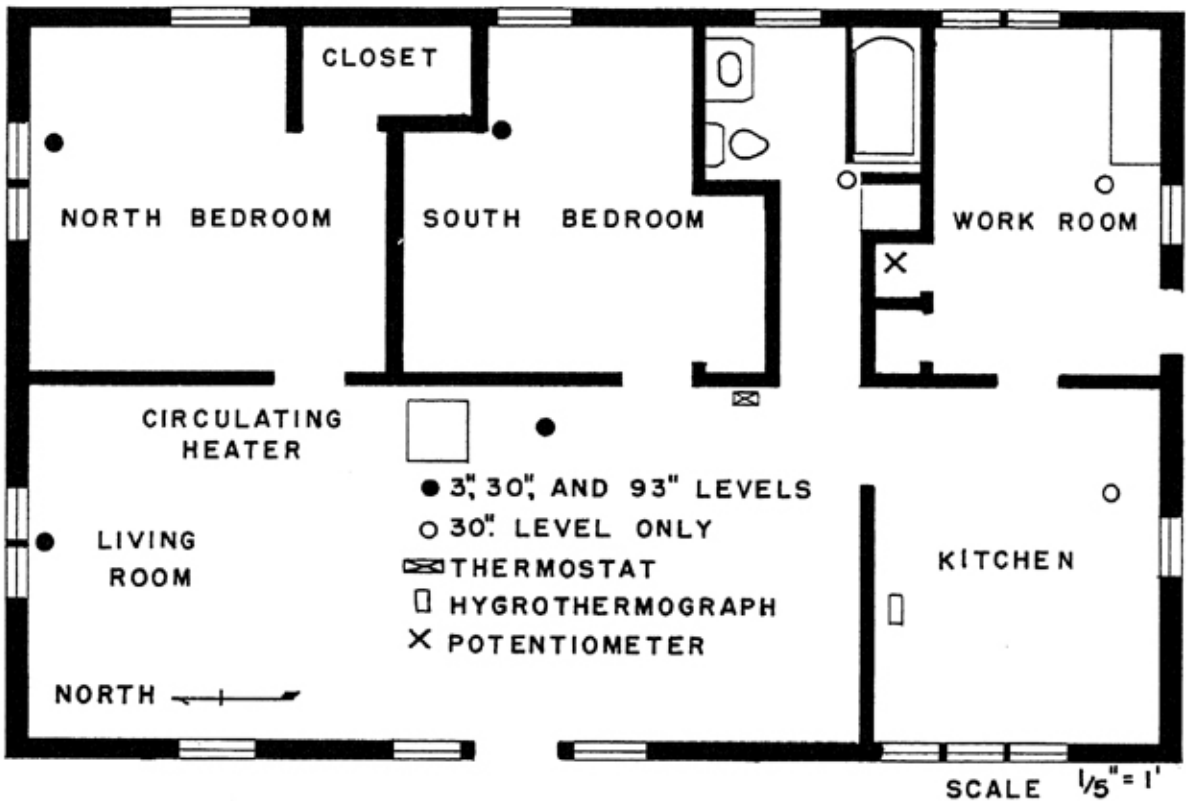 CLOSET
NORTH BEDROOM
SOUTH BEDROOM
WORK ROOM
CIRCULATING
HEATER
3", 30", AND 93" LEVELS
30". LEVEL ONLY
THERMOSTAT
HYGROTHERMOGRAPH
POTENTIOMETER
LIVING
ROOM
KITCHEN
NORTH
SCALE 1/5" = 1'